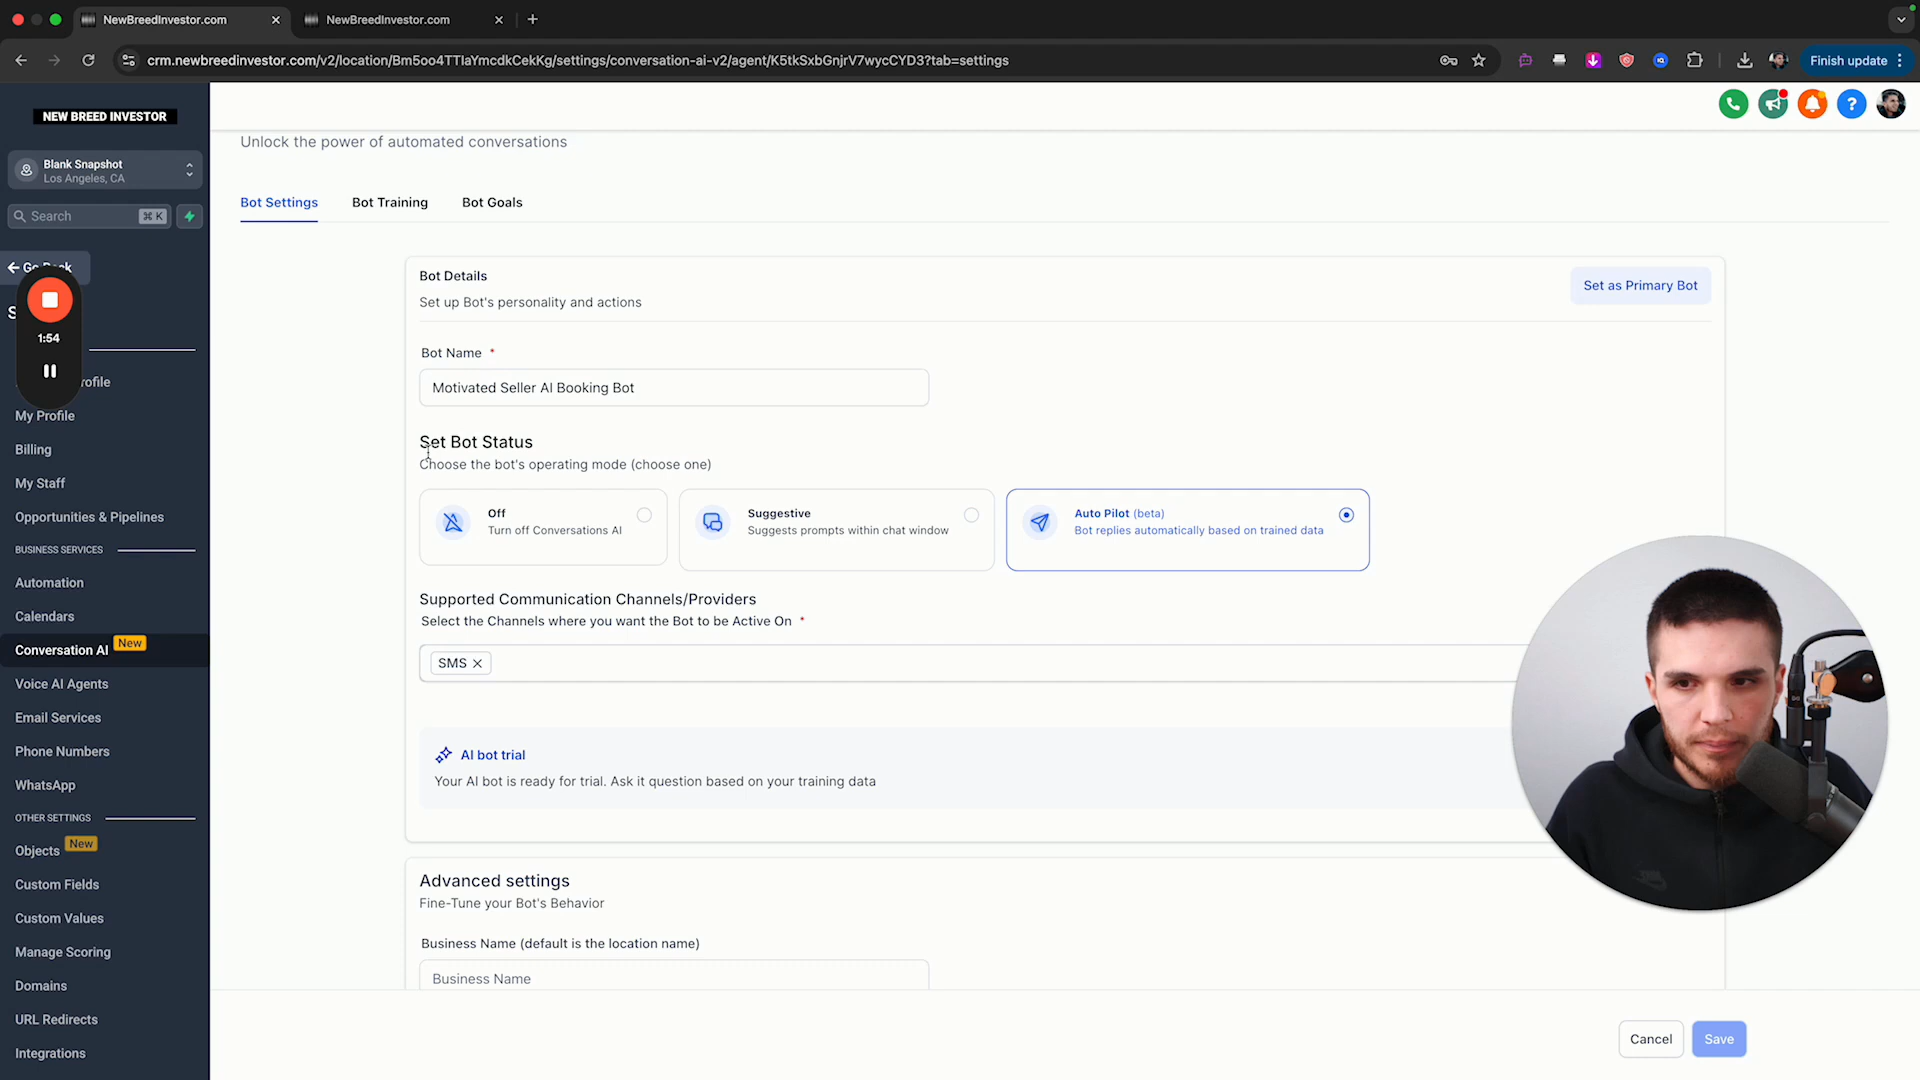 NewBreedInvestor.com
NewBreedInvestor.com
crm.newbreedinvestor.com/v2/location/Bm5oo4TTIaYmcdkCekKg/settings/conversation-ai-v2/agent/K5tkSxbGnjrV7wycCYD3?tab=settings
Finish update
NEW BREED INVESTOR
Blank Snapshot
Los Angeles, CA
Search
⌘ K
Go Back
1:54
My Profile
Billing
My Staff
Opportunities & Pipelines
BUSINESS SERVICES
Automation
Calendars
Conversation AI
New
Voice AI Agents
Email Services
Phone Numbers
WhatsApp
OTHER SETTINGS
Objects
New
Custom Fields
Custom Values
Manage Scoring
Domains
URL Redirects
Integrations
Unlock the power of automated conversations
Bot Settings
Bot Training
Bot Goals
Bot Details
Set up Bot's personality and actions
Set as Primary Bot
Bot Name *
Motivated Seller AI Booking Bot
Set Bot Status
Choose the bot's operating mode (choose one)
Off
Turn off Conversations AI
Suggestive
Suggests prompts within chat window
Auto Pilot (beta)
Bot replies automatically based on trained data
Supported Communication Channels/Providers
Select the Channels where you want the Bot to be Active On *
SMS
AI bot trial
Your AI bot is ready for trial. Ask it question based on your training data
Advanced settings
Fine-Tune your Bot's Behavior
Business Name (default is the location name)
Business Name
Cancel
Save